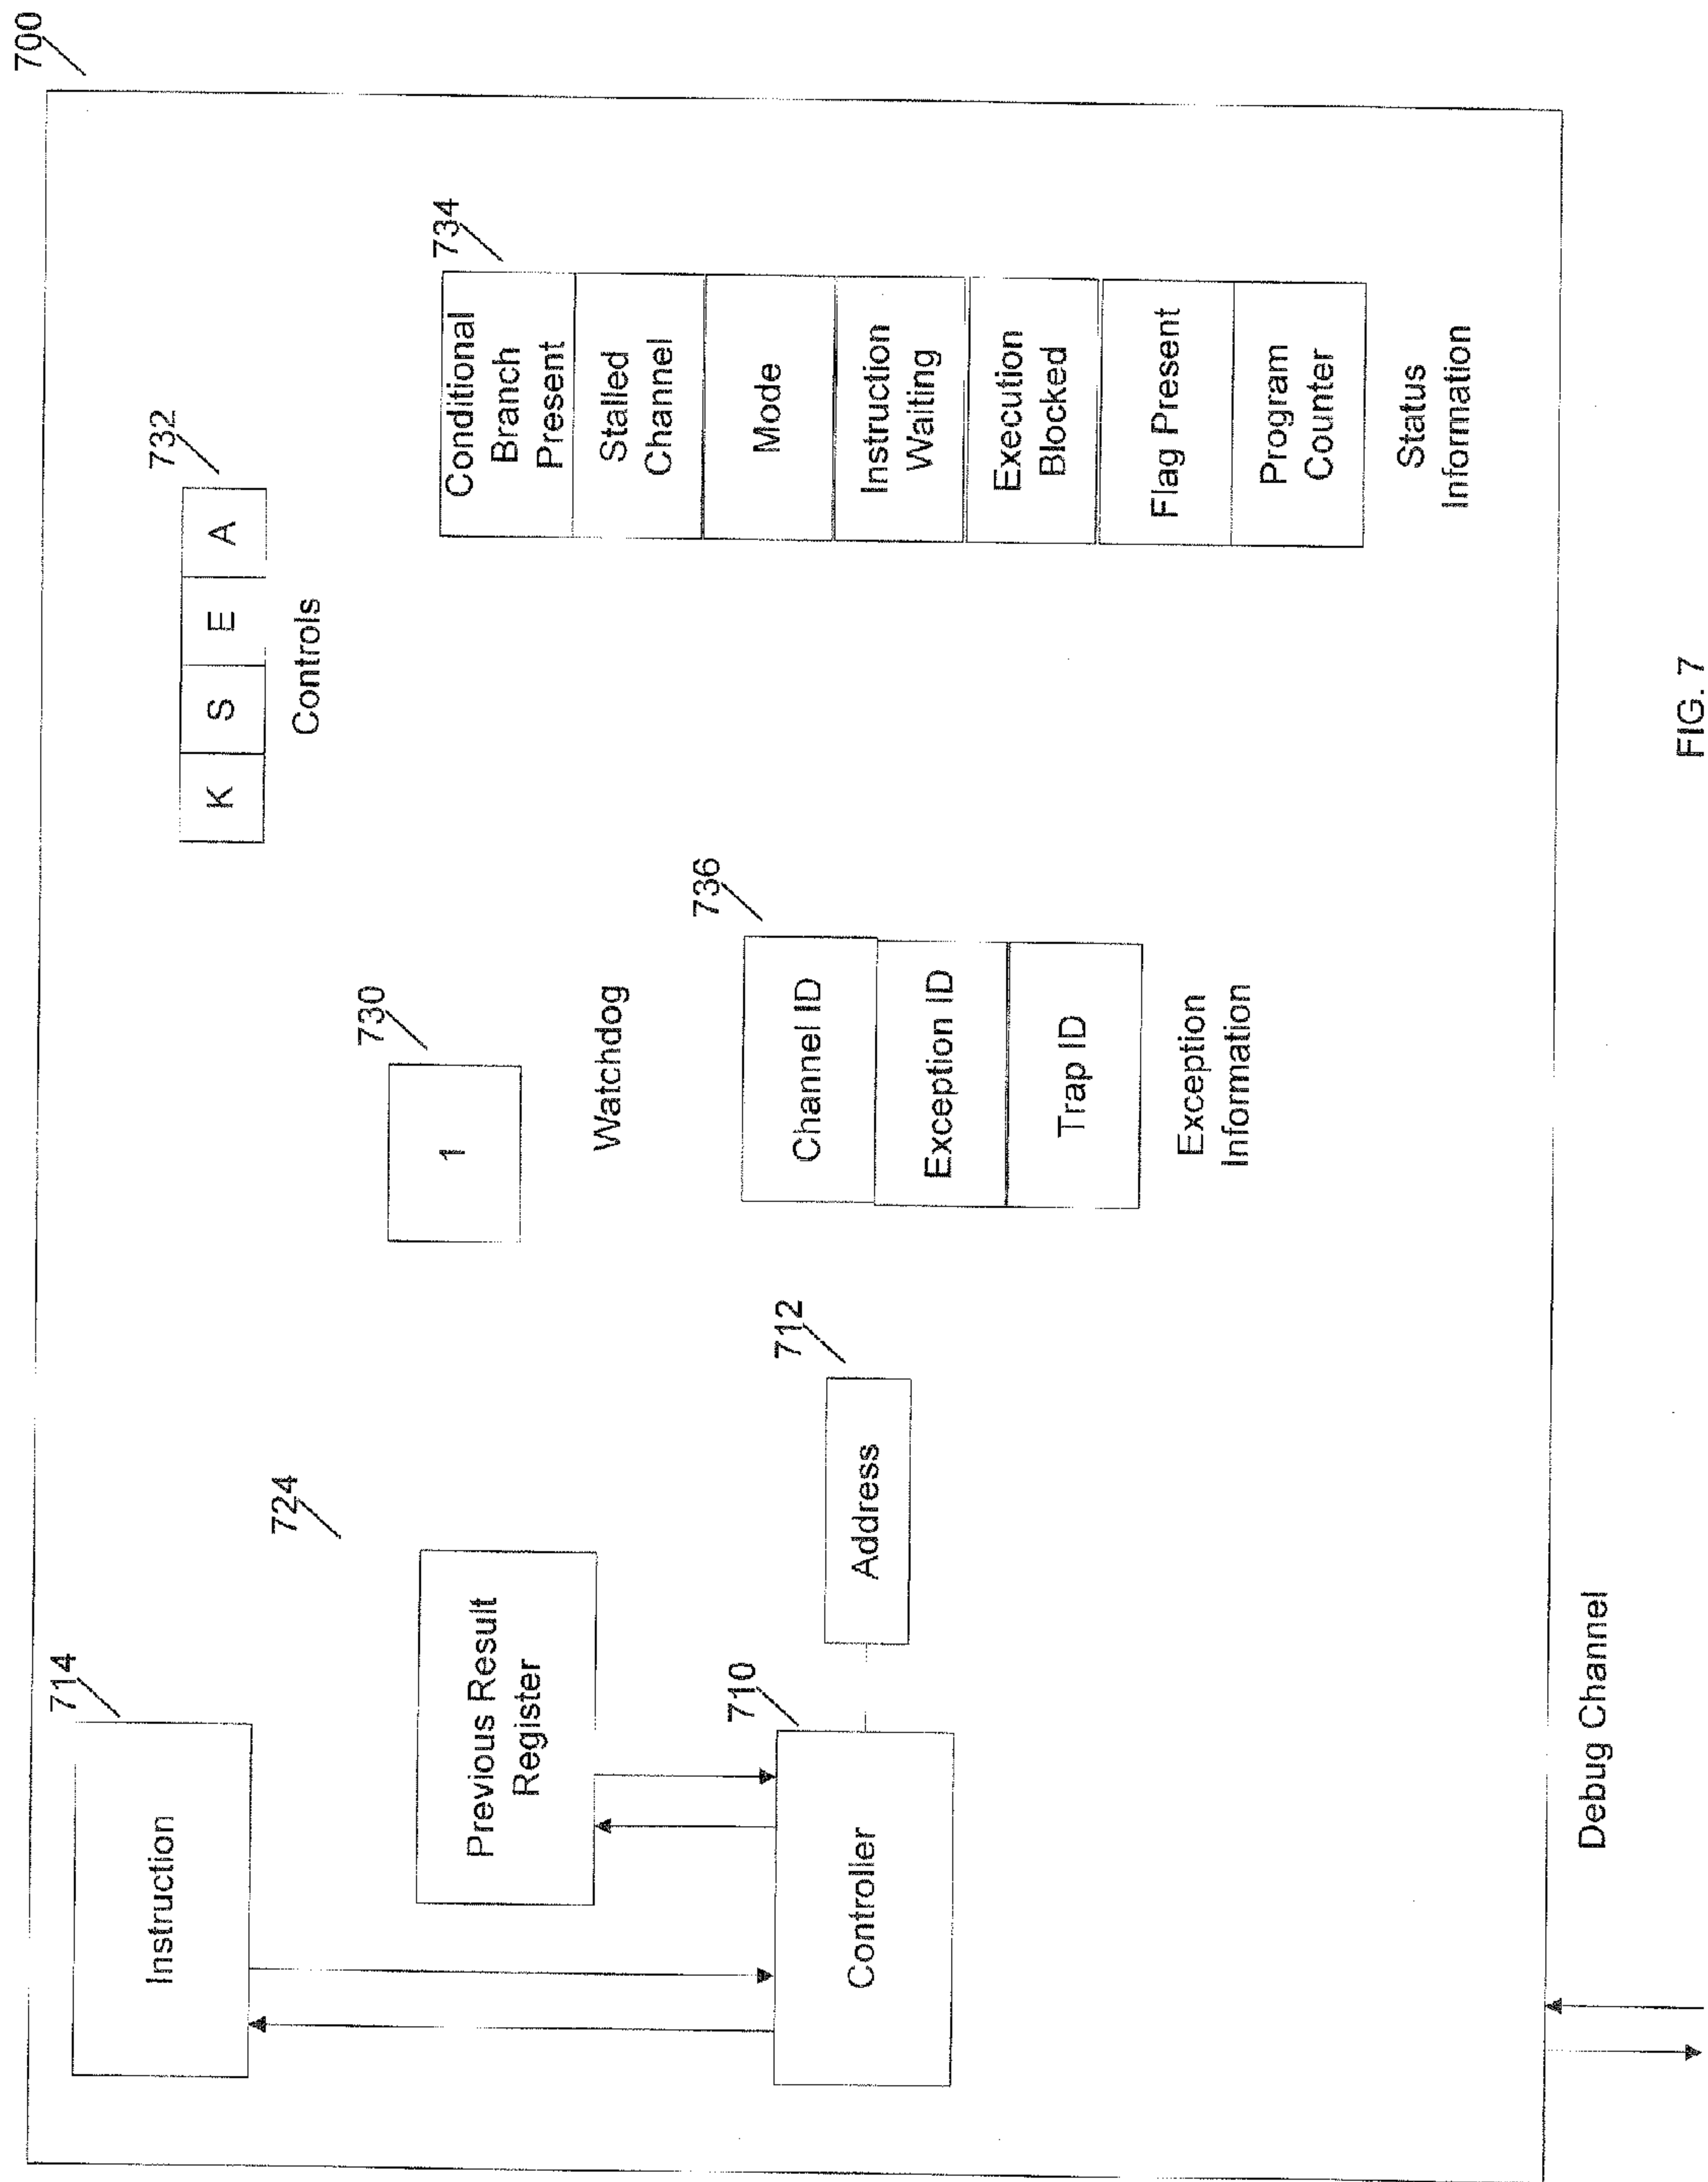 700
714
Instruction
724
Previous Result
Register
710
Controller
712
Address
730
1
Watchdog
736
Channel ID
Exception ID
Trap ID
Exception
Information
732
K S E A
Controls
734
Conditional
Branch
Present
Stalled
Channel
Mode
Instruction
Waiting
Execution
Blocked
Flag Present
Program
Counter
Status
Information
Debug Channel
FIG. 7